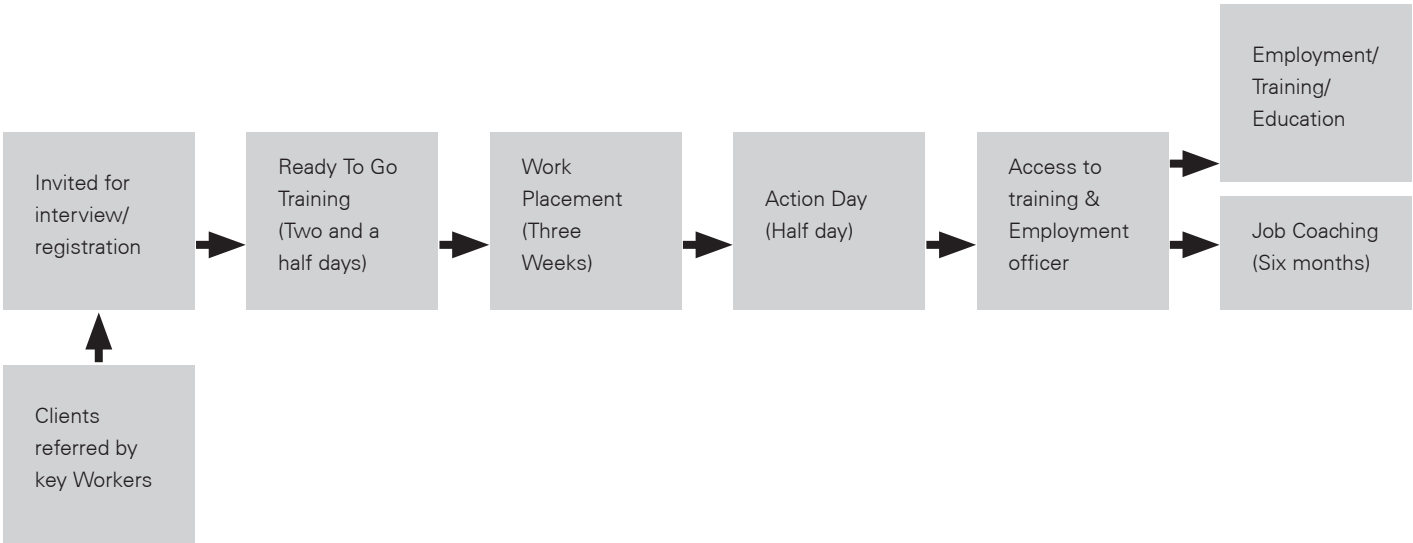 Employment/
Training/
Education
Invited for
interview/
registration
Ready To Go
Training
(Two and a
half days)
Work
Placement
(Three
Weeks)
Action Day
(Half day)
Access to
training &
Employment
officer
Job Coaching
(Six months)
Clients
referred by
key Workers